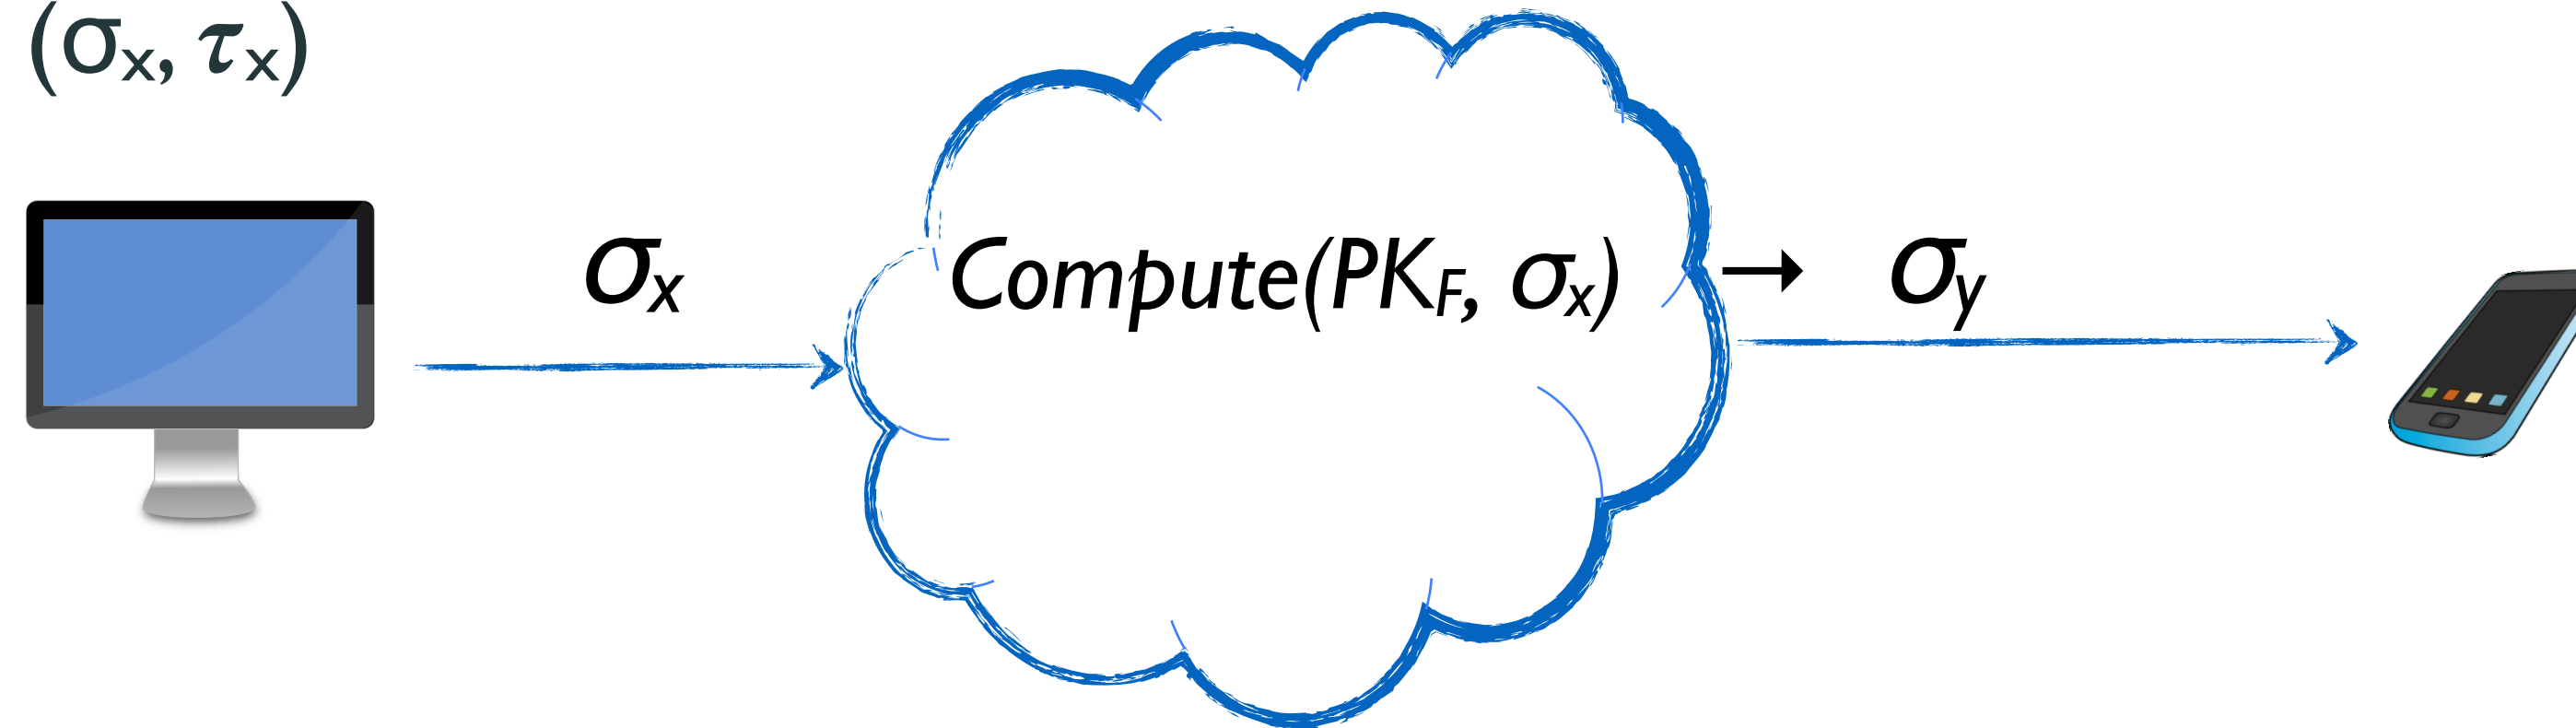 (σx, τx)
σx
Compute(PKF, σx) → σy